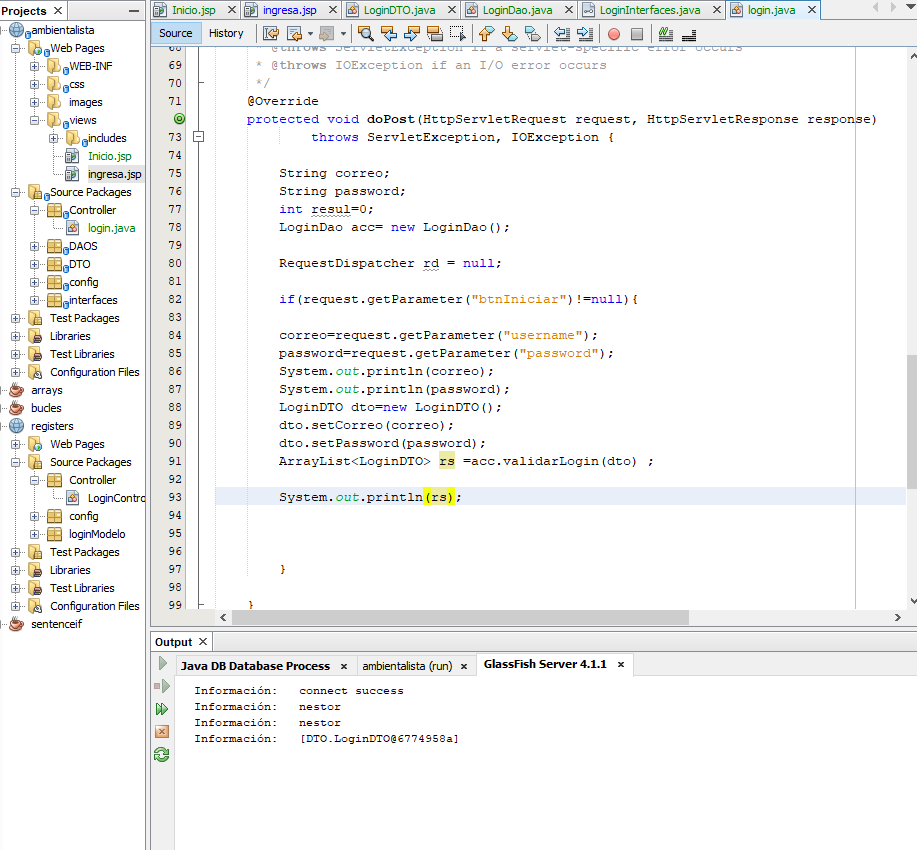 Projects
ambientalista
Web Pages
WEB-INF
css
images
views
includes
Inicio.jsp
ingresa.jsp
Source Packages
Controller
login.java
DAOS
DTO
config
interfaces
Test Packages
Libraries
Test Libraries
Configuration Files
arrays
bucles
registers
Web Pages
Source Packages
Controller
LoginContro
config
loginModelo
Test Packages
Libraries
Test Libraries
Configuration Files
sentenceif
Inicio.jsp ingresa.jsp LoginDTO.java LoginDao.java LoginInterfaces.java login.java
Source History
68 * @throws ServletException if a servlet-specific error occurs
69 * @throws IOException if an I/O error occurs
70 */
71 @Override
protected void doPost(HttpServletRequest request, HttpServletResponse response)
73 throws ServletException, IOException {
74
75 String correo;
76 String password;
77 int resul=0;
78 LoginDao acc= new LoginDao();
79
80 RequestDispatcher rd = null;
81
82 if(request.getParameter("btnIniciar")!=null){
83
84 correo=request.getParameter("username");
85 password=request.getParameter("password");
86 System.out.println(correo);
87 System.out.println(password);
88 LoginDTO dto=new LoginDTO();
89 dto.setCorreo(correo);
90 dto.setPassword(password);
91 ArrayList<LoginDTO> rs =acc.validarLogin(dto) ;
92
93 System.out.println(rs);
94
95
96
97 }
98
99 }
Output
Java DB Database Process ambientalista (run) GlassFish Server 4.1.1
Información: connect success
Información: nestor
Información: nestor
Información: [DTO.LoginDTO@6774958a]